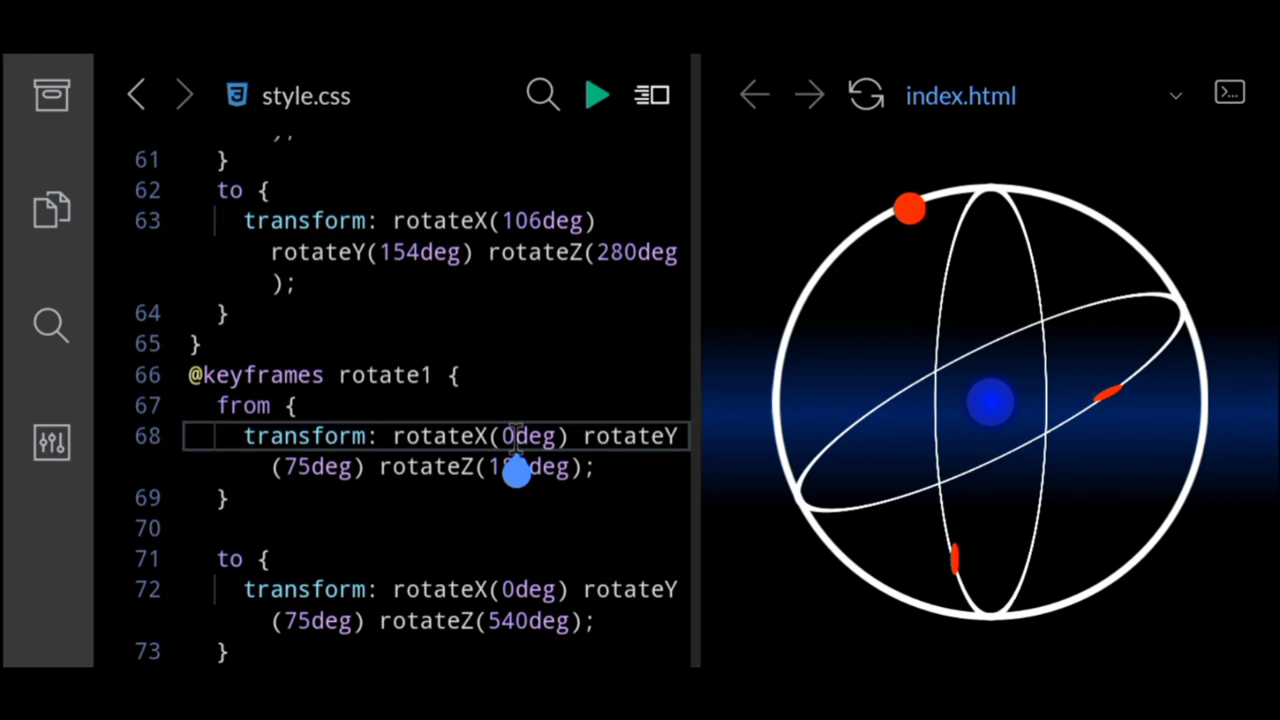 style.css
index.html
61 }
62 to {
63 transform: rotateX(106deg)
rotateY(154deg) rotateZ(280deg
);
64 }
65 }
66 @keyframes rotate1 {
67 from {
68 transform: rotateX(0deg) rotateY
(75deg) deg);
69 }
70
71 to {
72 transform: rotateX(0deg) rotateY
(75deg) rotateZ(540deg);
73 }